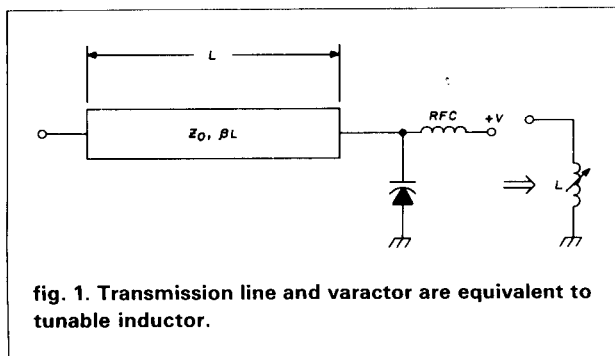 L
RFC
+V
Z₀, βL
L
fig. 1. Transmission line and varactor are equivalent to
tunable inductor.